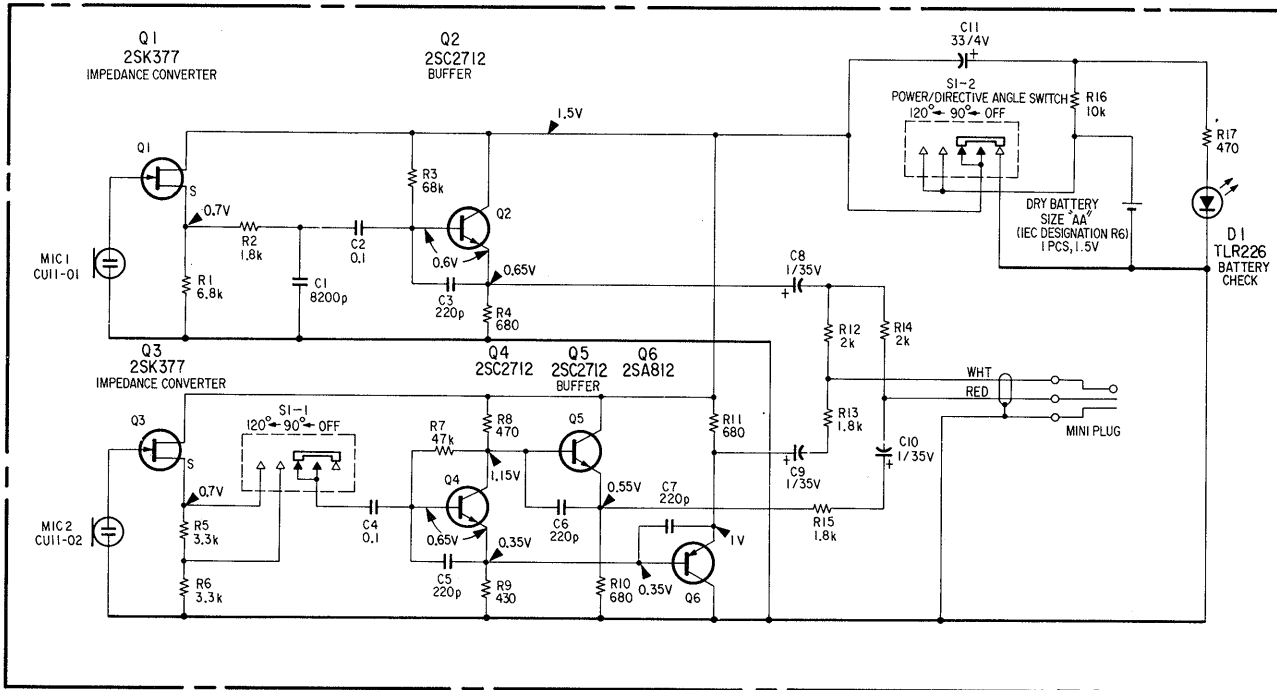 Q1
2SK377
IMPEDANCE CONVERTER
Q2
2SC2712
BUFFER
C11
33/4V
+
S1-2
POWER/DIRECTIVE ANGLE SWITCH
120° ← 90° ← OFF
R16
10k
R17
470
1.5V
Q1
S
R3
68k
Q2
0.7V
R2
1.8k
C2
0.1
0.6V
0.65V
MIC1
CU11-01
R1
6.8k
C1
8200p
C3
220p
R4
680
DRY BATTERY
SIZE "AA"
(IEC DESIGNATION R6)
1 PCS, 1.5V
D1
TLR226
BATTERY
CHECK
C8
1/35V
+
R12
2k
R14
2k
Q3
2SK377
IMPEDANCE CONVERTER
Q4
2SC2712
Q5
2SC2712
BUFFER
Q6
2SA812
WHT
RED
MINI PLUG
Q3
S
S1-1
120° ← 90° ← OFF
R7
47k
R8
470
Q5
R11
680
R13
1.8k
C9
1/35V
+
C10
1/35V
+
0.7V
1.15V
Q4
0.55V
C7
220p
R15
1.8k
MIC2
CU11-02
R5
3.3k
C4
0.1
0.65V
C6
220p
0.35V
1V
R6
3.3k
C5
220p
R9
430
R10
680
0.35V
Q6